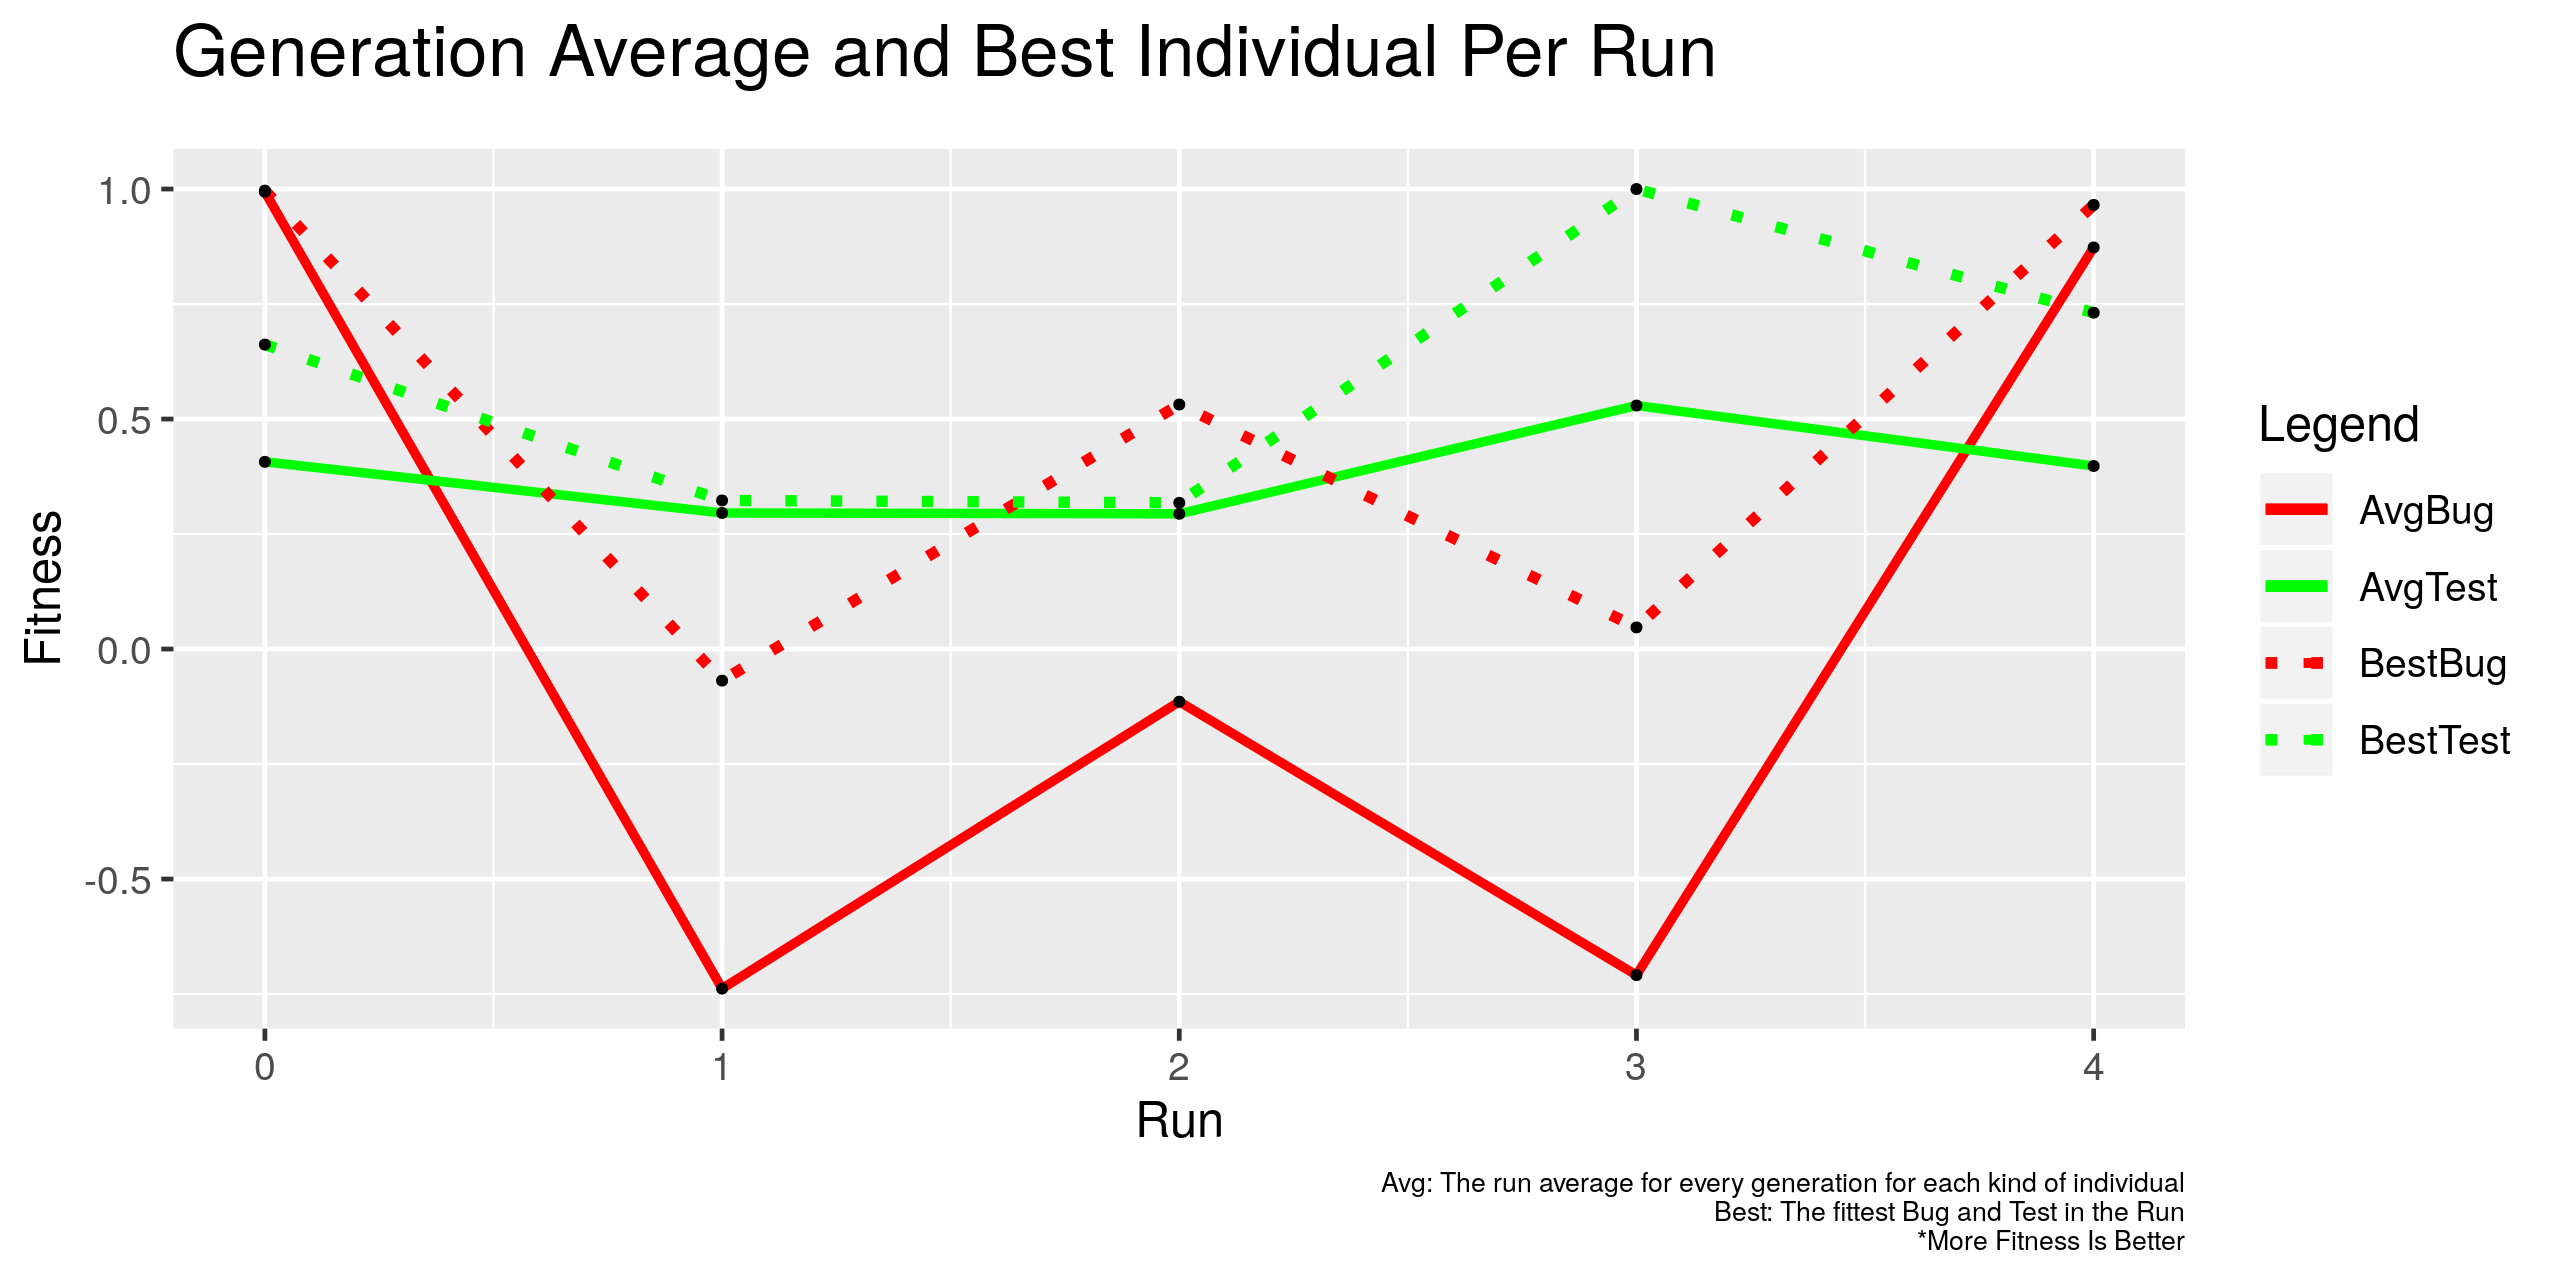 Generation Average and Best Individual Per Run
Fitness
1.0
0.5
0.0
-0.5
0
1
2
3
4
Run
Legend
AvgBug
AvgTest
BestBug
BestTest
Avg: The run average for every generation for each kind of individual
Best: The fittest Bug and Test in the Run
*More Fitness Is Better